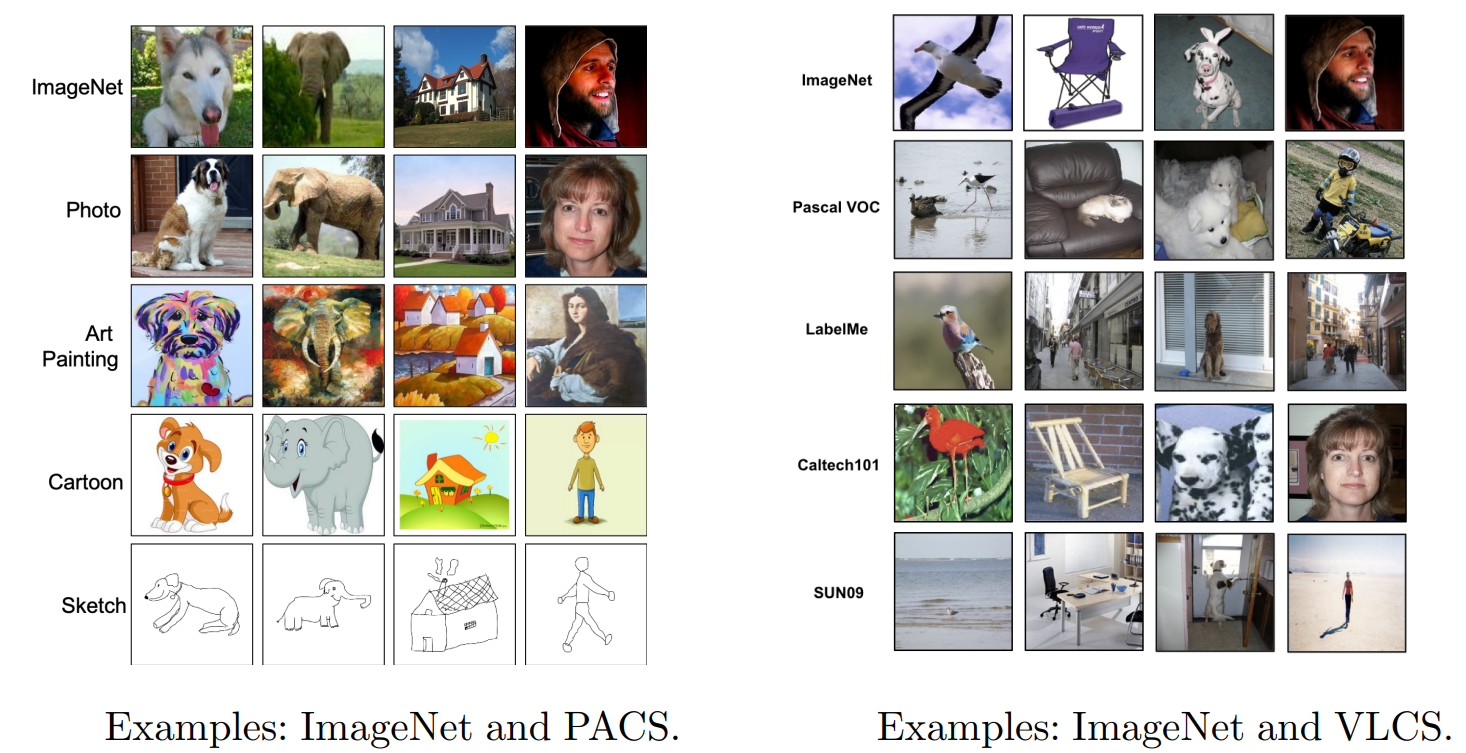 ImageNet
Photo
Art
Painting
Cartoon
Sketch
Examples: ImageNet and PACS.
ImageNet
Pascal VOC
LabelMe
Caltech101
SUN09
Examples: ImageNet and VLCS.